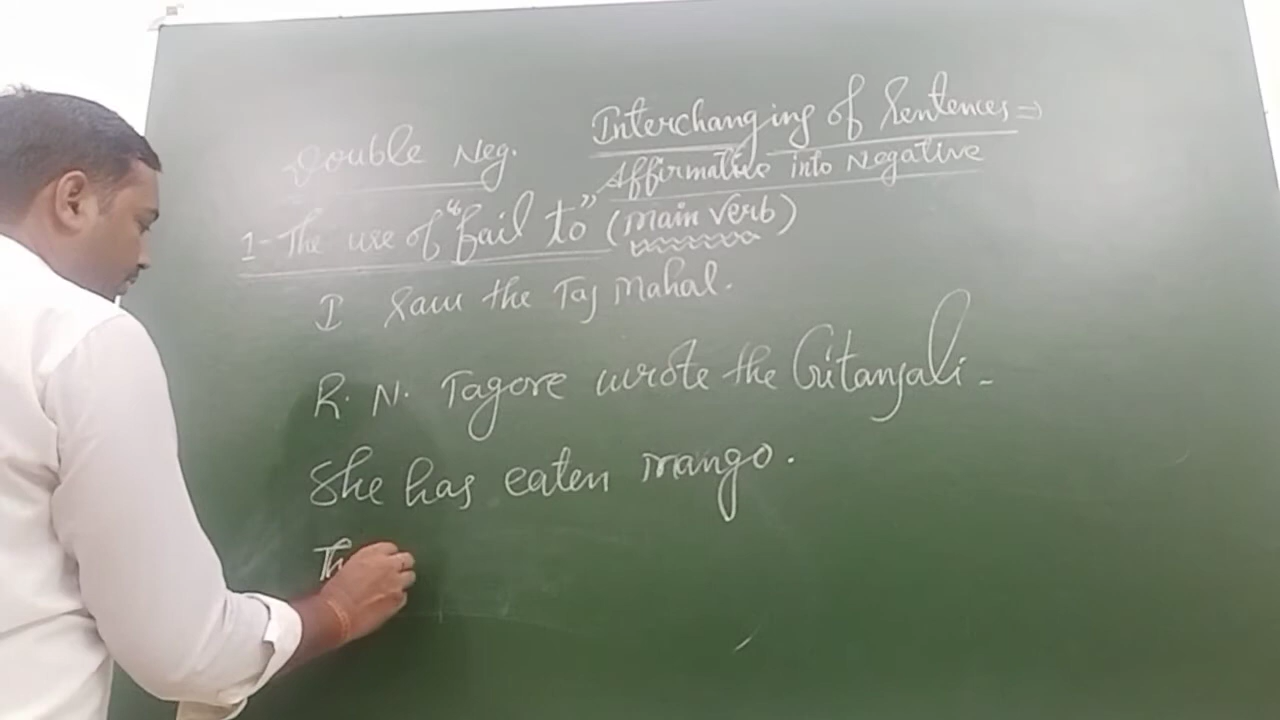 Interchanging of Sentences ⇒
Double Neg. Affirmative into Negative
1- The use of "fail to" (main verb)
I saw the Taj Mahal.
R. N. Tagore wrote the Gitanjali -
She has eaten mango.
Th